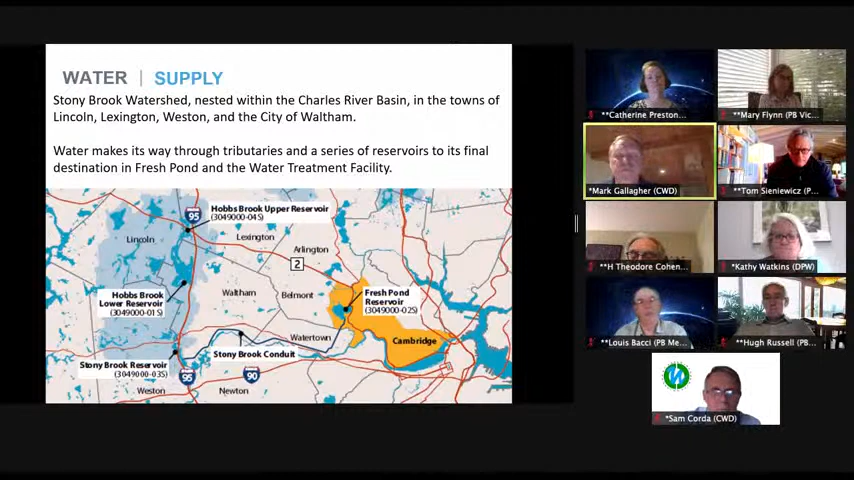 WATER | SUPPLY
Stony Brook Watershed, nested within the Charles River Basin, in the towns of
Lincoln, Lexington, Weston, and the City of Waltham.
Water makes its way through tributaries and a series of reservoirs to its final
destination in Fresh Pond and the Water Treatment Facility.
95
Hobbs Brook Upper Reservoir
(3049000-04S)
Lincoln
Lexington
Arlington
2
Hobbs Brook
Lower Reservoir
(3049000-01S)
Waltham
Belmont
Fresh Pond
Reservoir
(3049000-02S)
Watertown
Cambridge
Stony Brook Conduit
Stony Brook Reservoir
(3049000-03S)
95
90
Weston
Newton
**Catherine Preston...
**Mary Flynn (PB Vic...
*Mark Gallagher (CWD)
**Tom Sieniewicz (P...
**H Theodore Cohen...
*Kathy Watkins (DPW)
**Louis Bacci (PB Me...
**Hugh Russell (PB...
*Sam Corda (CWD)